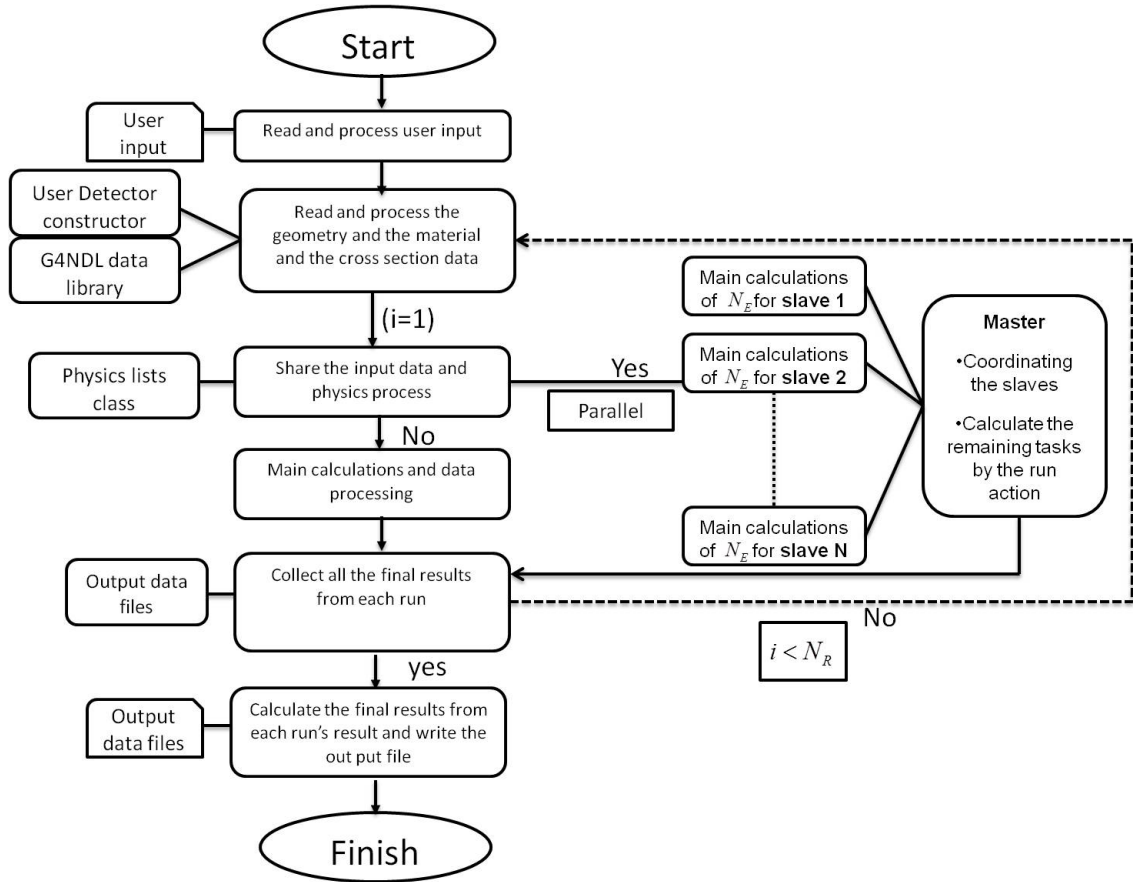 Start
User
input
Read and process user input
User Detector
constructor
G4NDL data
library
Read and process the
geometry and the material
and the cross section data
(i=1)
Physics lists
class
Share the input data and
physics process
Yes
Parallel
No
Main calculations
of N_E for slave 1
Main calculations
of N_E for slave 2
Main calculations
of N_E for slave N
Master
•Coordinating
the slaves
•Calculate the
remaining tasks
by the run
action
Main calculations and data
processing
Output data
files
Collect all the final results
from each run
No
i < N_R
yes
Output
data files
Calculate the final results from
each run's result and write the
out put file
Finish